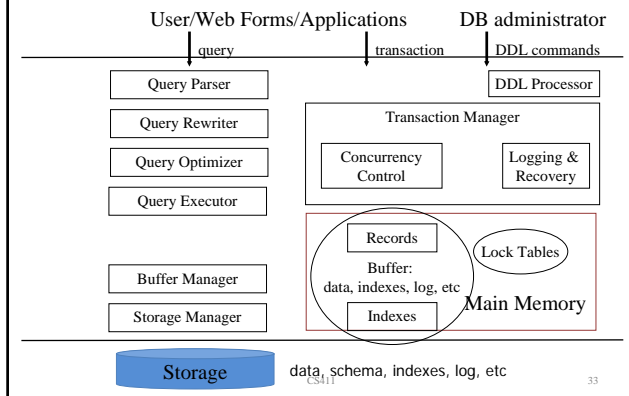 User/Web Forms/Applications DB administrator
query transaction DDL commands
Query Parser DDL Processor
Query Rewriter Transaction Manager
Query Optimizer Concurrency Control Logging & Recovery
Query Executor
Records
Lock Tables
Buffer:
data, indexes, log, etc
Buffer Manager
Main Memory
Storage Manager Indexes
Storage data, schema, indexes, log, etc
CS411 33